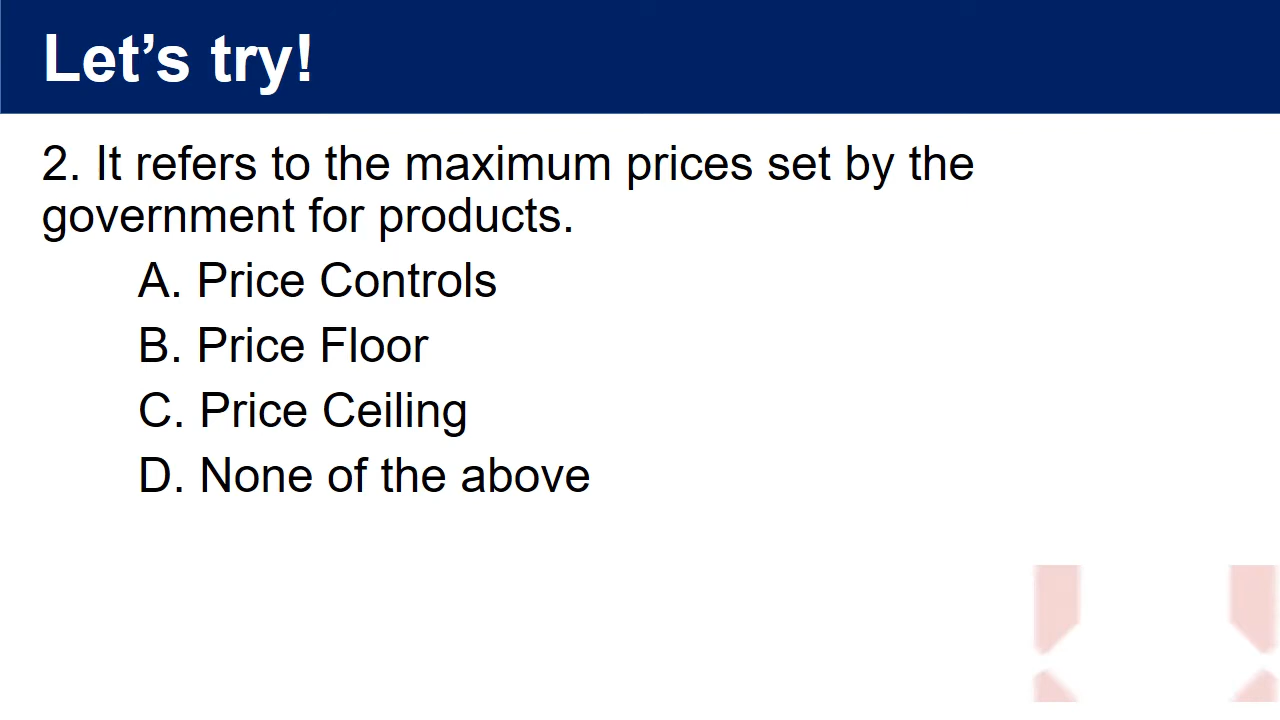 Let’s try!
2. It refers to the maximum prices set by the
government for products.
A. Price Controls
B. Price Floor
C. Price Ceiling
D. None of the above